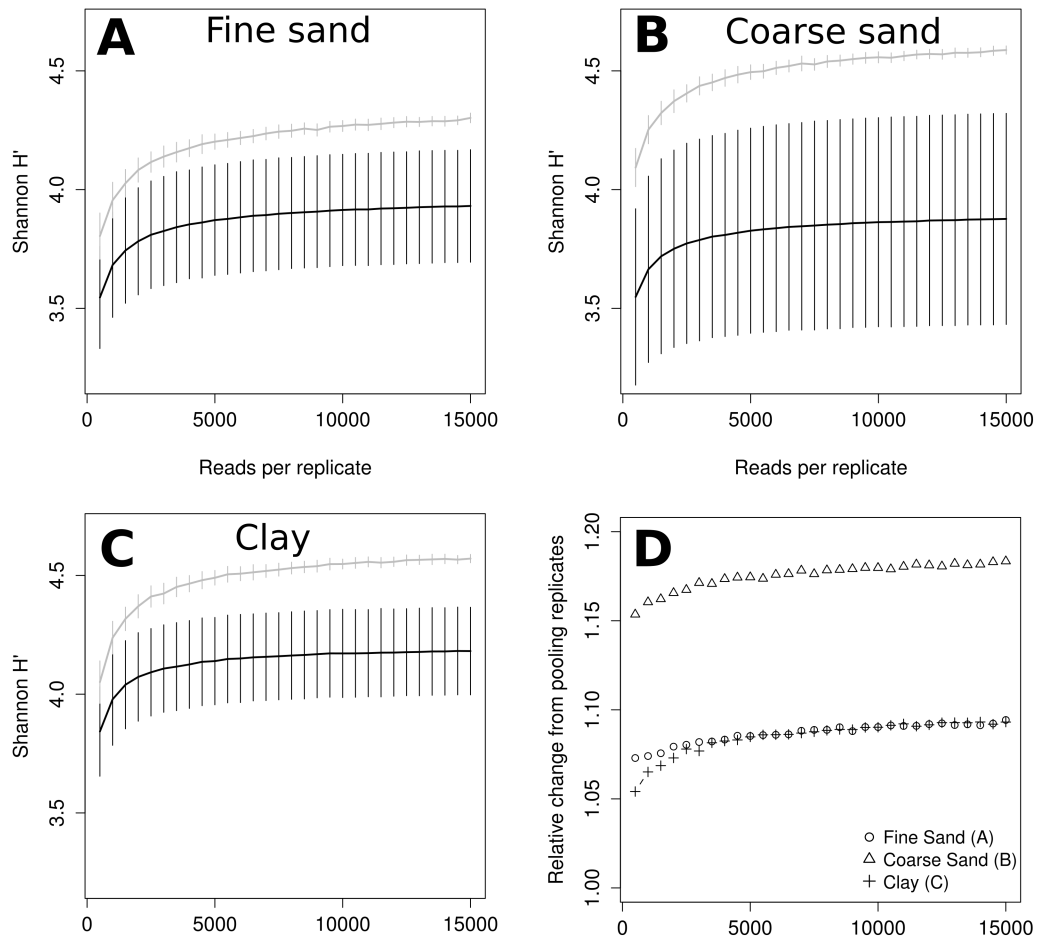 A Fine sand
Shannon H'
4.5
4.0
3.5
0 5000 10000 15000
Reads per replicate
B Coarse sand
Shannon H'
4.5
4.0
3.5
0 5000 10000 15000
Reads per replicate
C Clay
Shannon H'
4.5
4.0
3.5
0 5000 10000 15000
D
Relative change from pooling replicates
1.20
1.15
1.10
1.05
1.00
Fine Sand (A)
Coarse Sand (B)
Clay (C)
0 5000 10000 15000